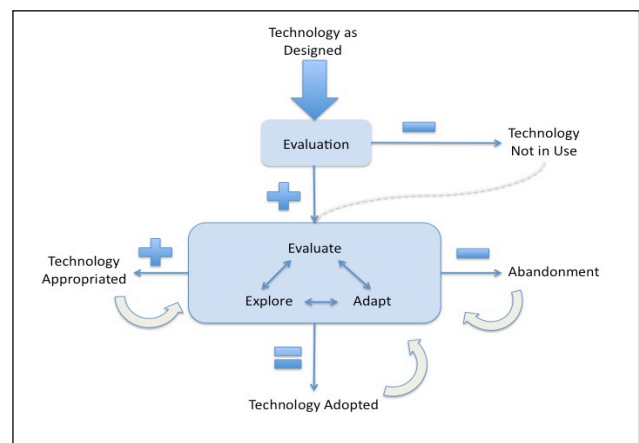 Technology as
Designed
Evaluation
Technology
Not in Use
Evaluate
Explore
Adapt
Technology
Appropriated
Abandonment
Technology Adopted